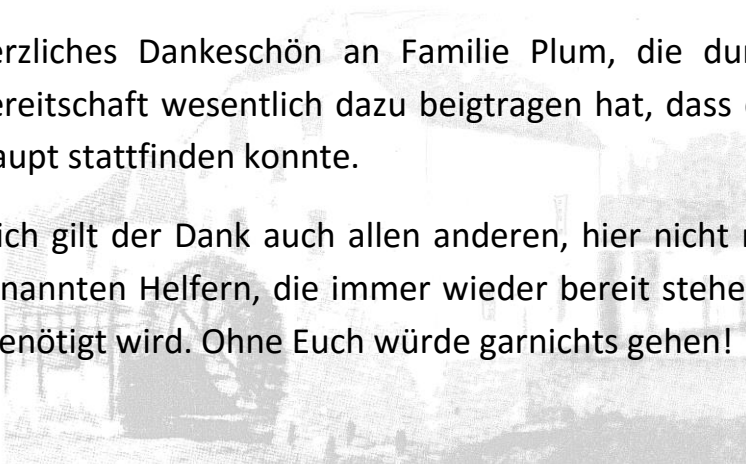 erzliches Dankeschön an Familie Plum, die du
ereitschaft wesentlich dazu beigtragen hat, dass
aupt stattfinden konnte.
ich gilt der Dank auch allen anderen, hier nicht
nannten Helfern, die immer wieder bereit stehe
enötigt wird. Ohne Euch würde garnichts gehen!